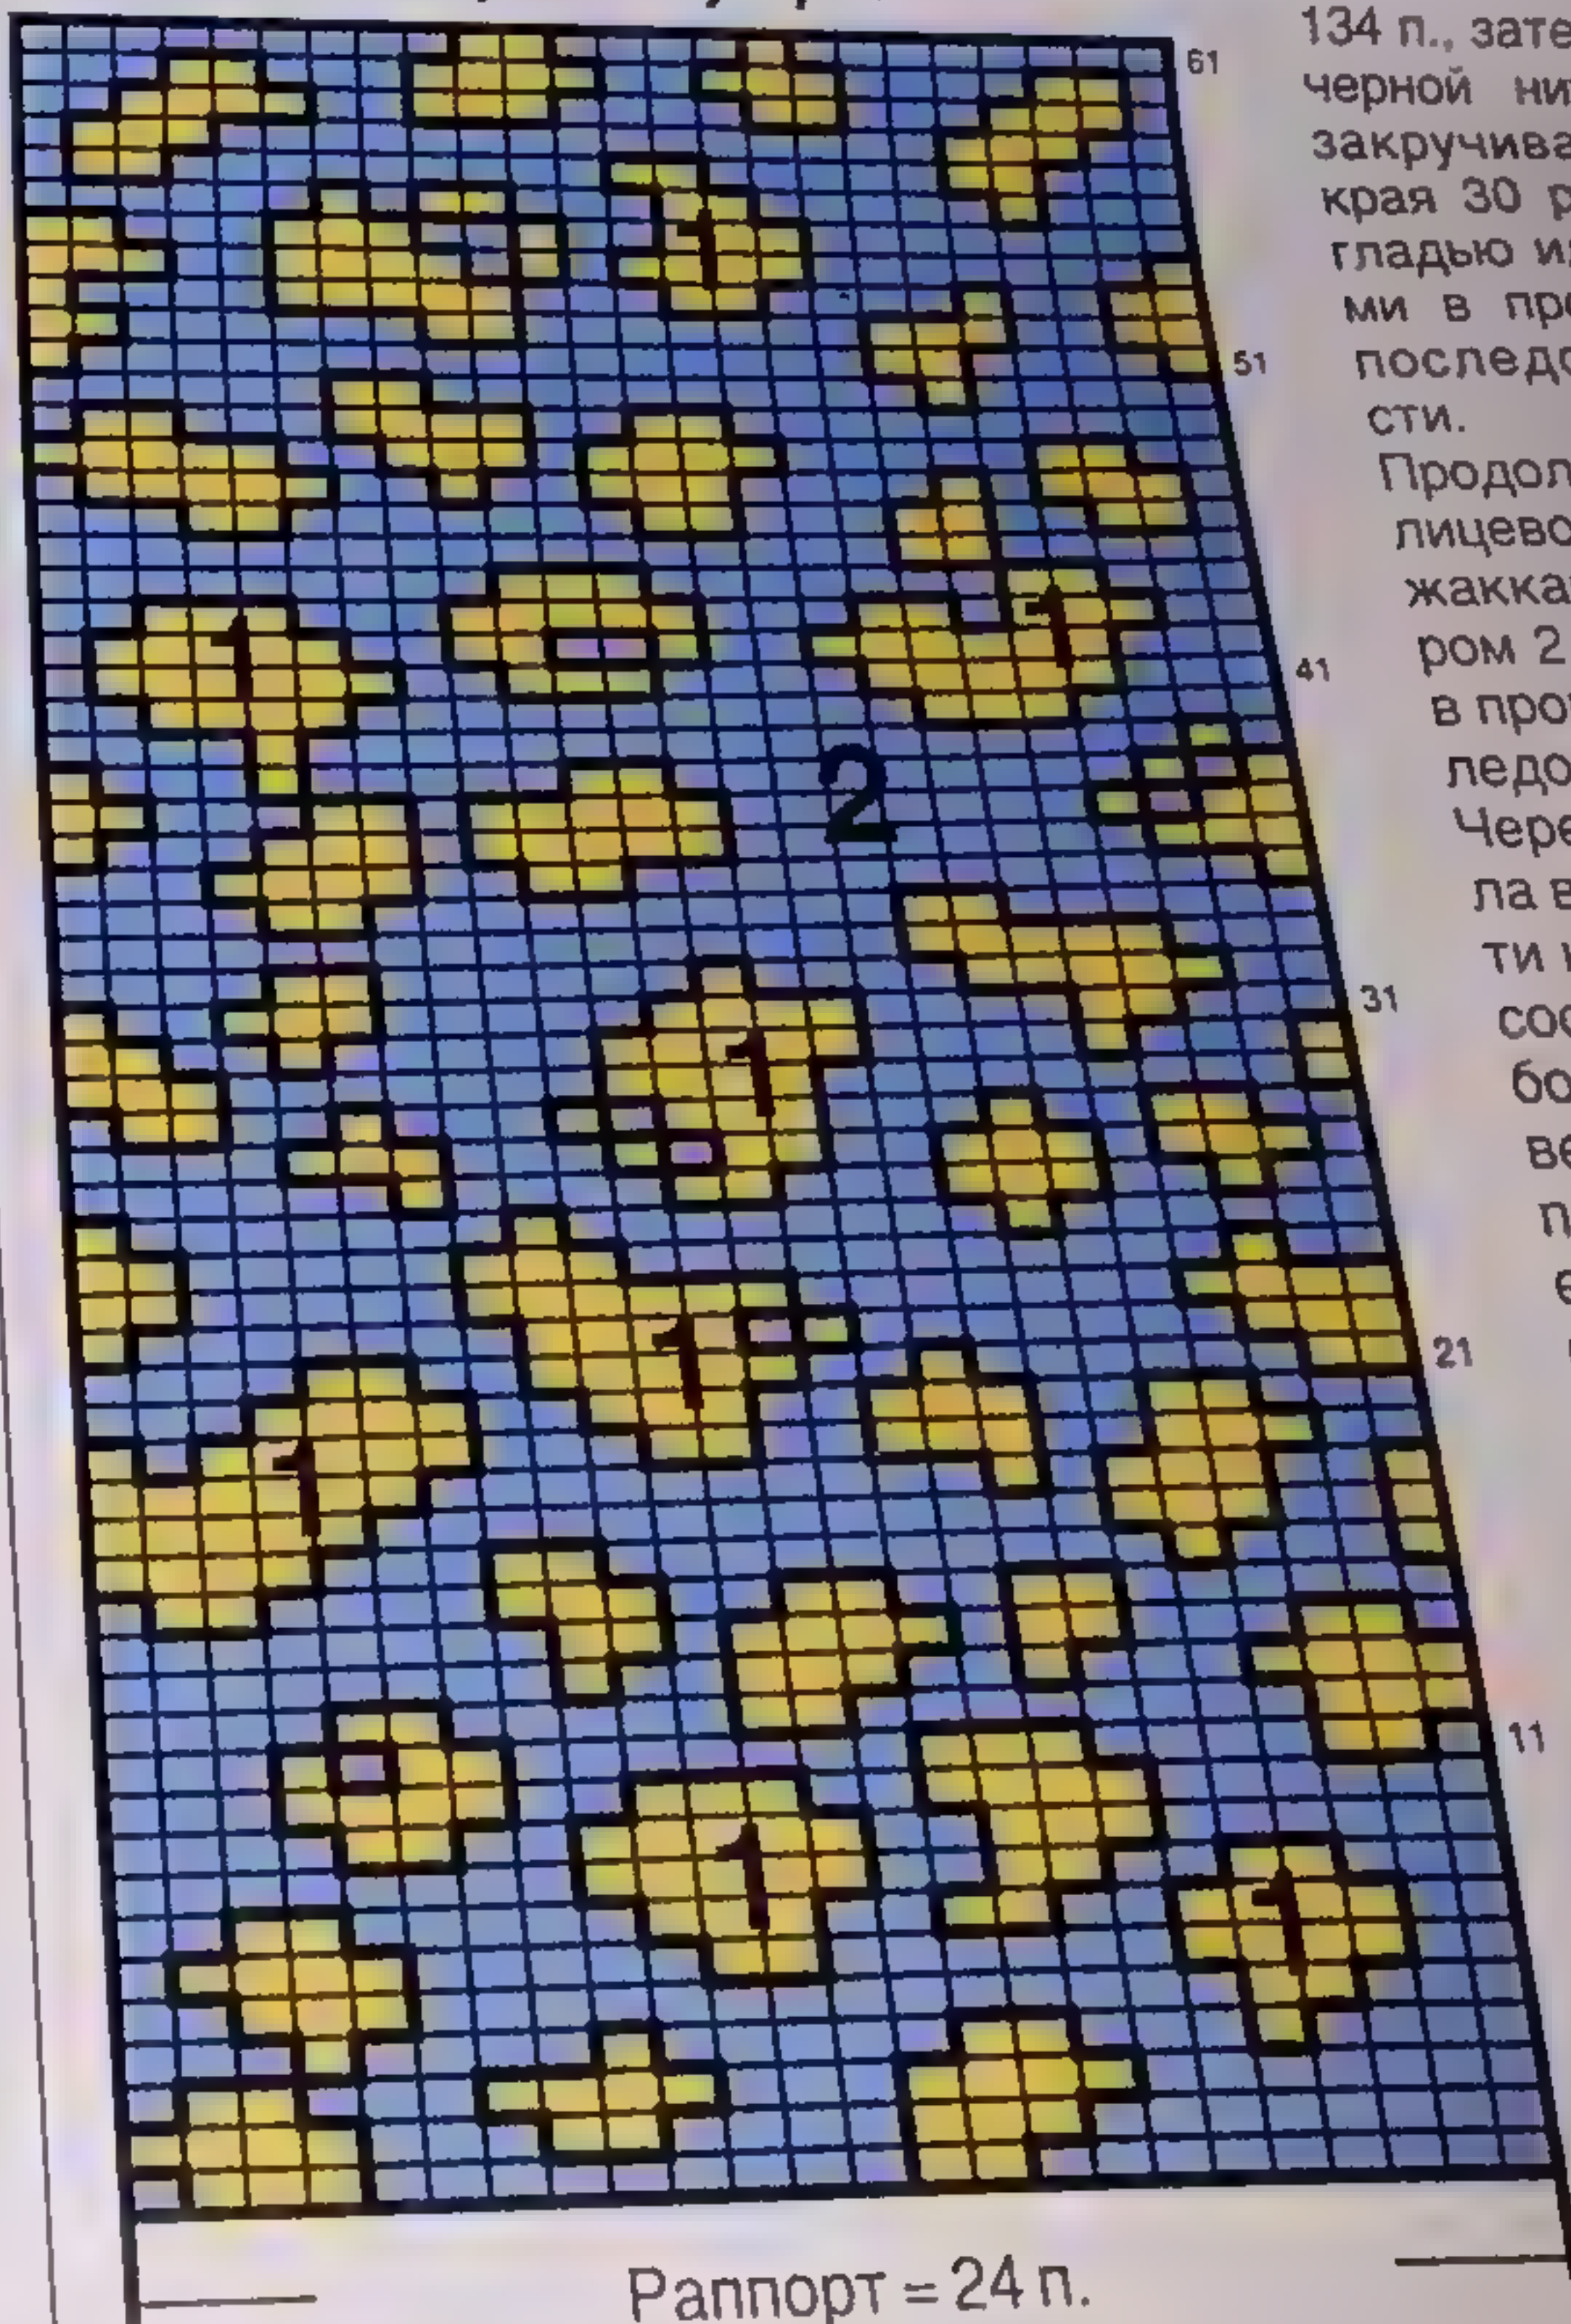 134 п., зате
черной ни
закручива
края 30 р
гладью и
ми в пр
последо
сти.
Продол
лицево
жакка
ром 2
в про
ледо
Чере
ла в
ти
соо
бо
ве
п
е
61
51
41
31
21
11
1
1
1
2
1
1
1
1
1
Раппорт = 24 п.